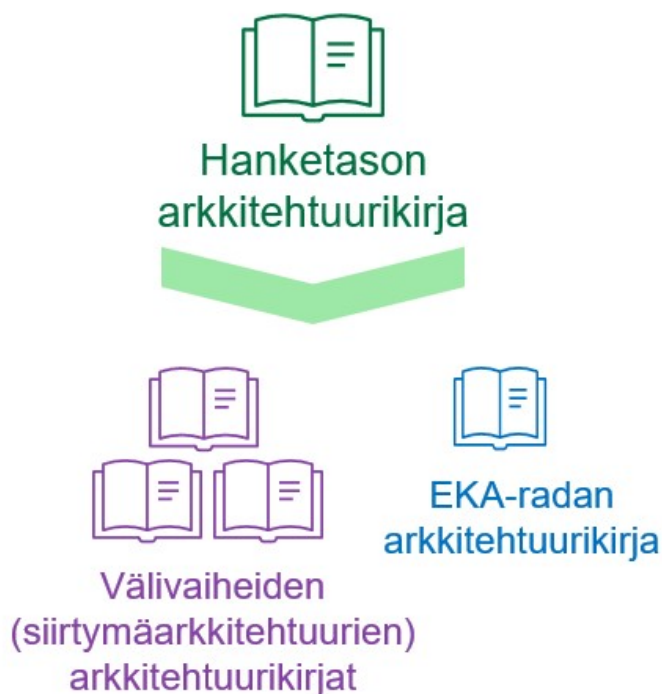 Hanketason
arkkitehtuurikirja
Välivaiheiden
(siirtymäarkkitehtuurien)
arkkitehtuurikirjat
EKA-radan
arkkitehtuurikirja